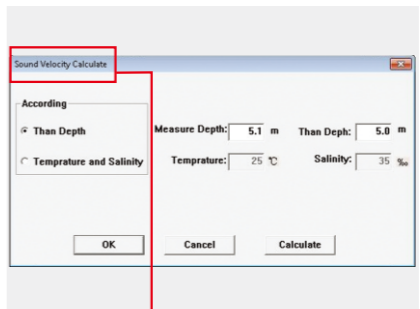 Sound Velocity Calculate
According
Than Depth
Temprature and Salinity
Measure Depth: 5.1 m Than Deph: 5.0 m
Temprature: 25 ℃ Salinity: 35 ‰
OK Cancel Calculate